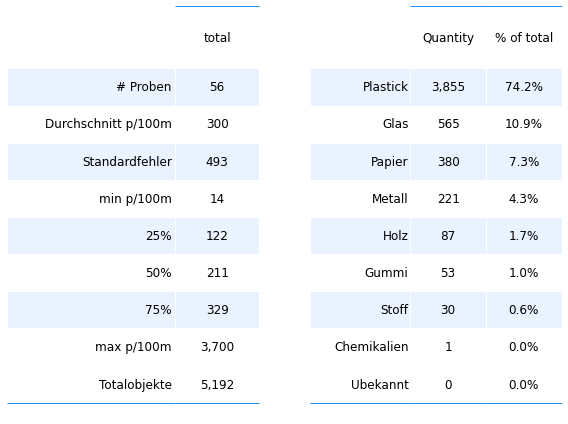 total
# Proben 56
Durchschnitt p/100m 300
Standardfehler 493
min p/100m 14
25% 122
50% 211
75% 329
max p/100m 3,700
Totalobjekte 5,192
Quantity % of total
Plastick 3,855 74.2%
Glas 565 10.9%
Papier 380 7.3%
Metall 221 4.3%
Holz 87 1.7%
Gummi 53 1.0%
Stoff 30 0.6%
Chemikalien 1 0.0%
Ubekannt 0 0.0%